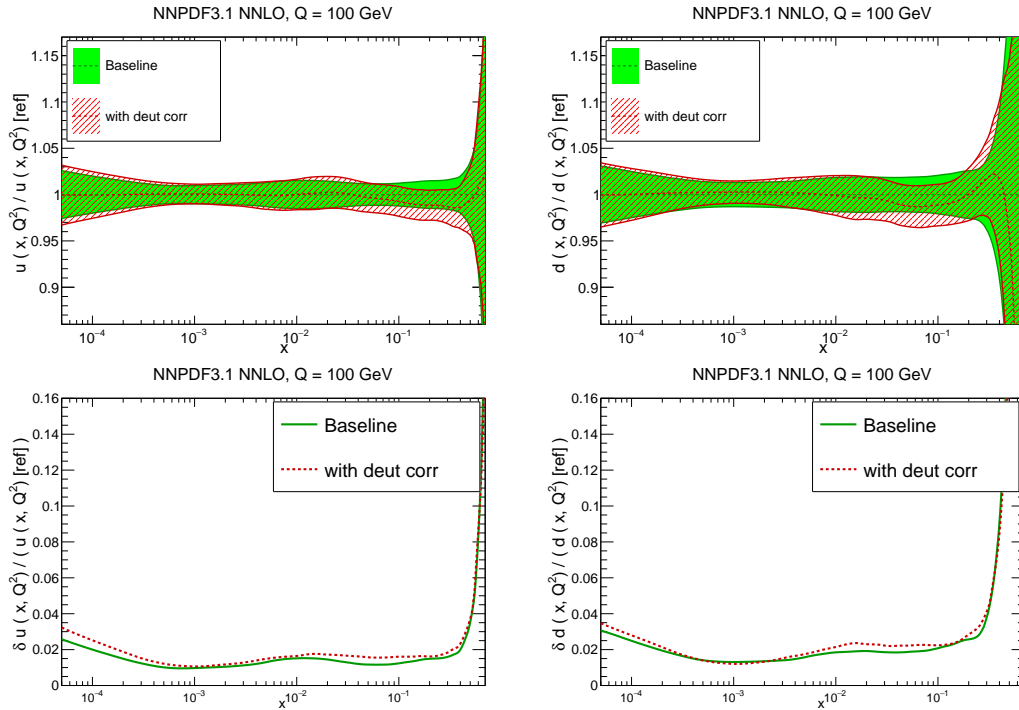 NNPDF3.1 NNLO, Q = 100 GeV
1.15
1.1
1.05
1
0.95
0.9
u ( x, Q²) / u ( x, Q²) [ref]
Baseline
with deut corr
10⁻⁴ 10⁻³ 10⁻² 10⁻¹
x
NNPDF3.1 NNLO, Q = 100 GeV
1.15
1.1
1.05
1
0.95
0.9
d ( x, Q²) / d ( x, Q²) [ref]
Baseline
with deut corr
10⁻⁴ 10⁻³ 10⁻² 10⁻¹
x
NNPDF3.1 NNLO, Q = 100 GeV
0.16
0.14
0.12
0.1
0.08
0.06
0.04
0.02
0
δ u ( x, Q²) / ( u ( x, Q²) [ref] )
Baseline
with deut corr
10⁻⁴ 10⁻³ 10⁻² 10⁻¹
x
NNPDF3.1 NNLO, Q = 100 GeV
0.16
0.14
0.12
0.1
0.08
0.06
0.04
0.02
0
δ d ( x, Q²) / ( d ( x, Q²) [ref] )
Baseline
with deut corr
10⁻⁴ 10⁻³ 10⁻² 10⁻¹
x